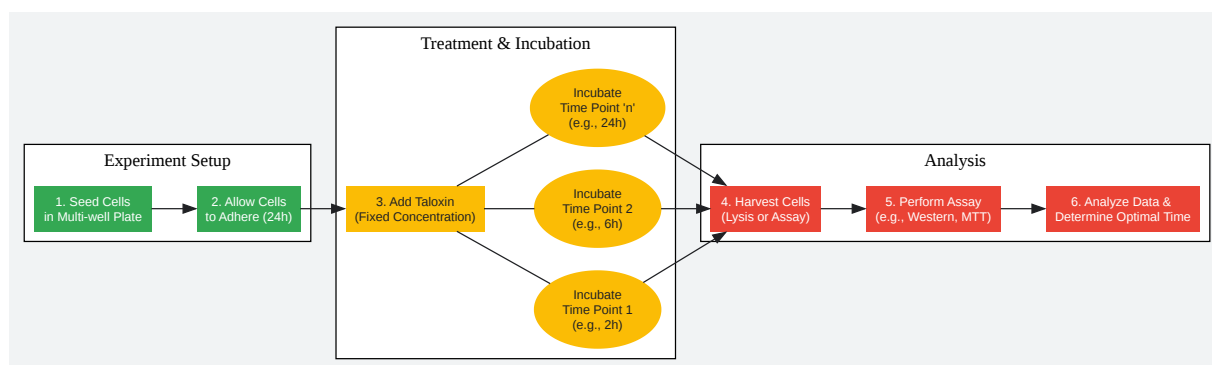 Experiment Setup
1. Seed Cells
in Multi-well Plate
2. Allow Cells
to Adhere (24h)
Treatment & Incubation
3. Add Taloxin
(Fixed Concentration)
Incubate
Time Point 'n'
(e.g., 24h)
Incubate
Time Point 2
(e.g., 6h)
Incubate
Time Point 1
(e.g., 2h)
Analysis
4. Harvest Cells
(Lysis or Assay)
5. Perform Assay
(e.g., Western, MTT)
6. Analyze Data &
Determine Optimal Time